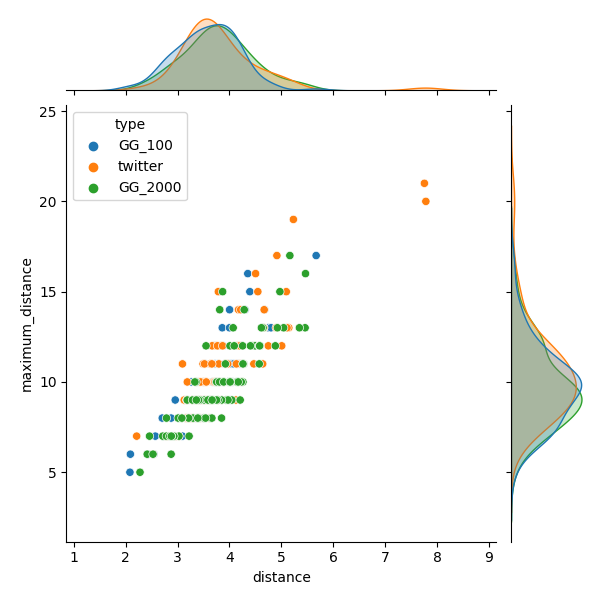 25
20
15
10
5
maximum_distance
type
GG_100
twitter
GG_2000
1 2 3 4 5 6 7 8 9
distance